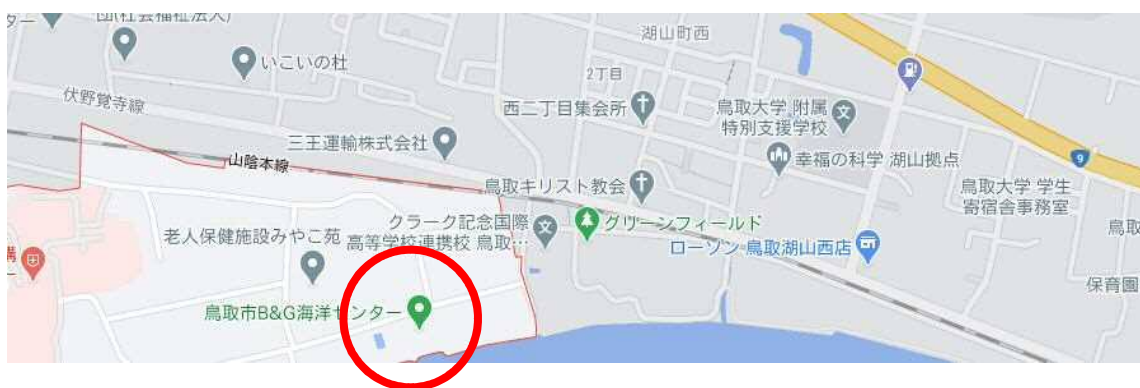 ター
団(社会福祉法人)
湖山町西
いこいの杜
2丁目
伏野覚寺線
西二丁目集会所
鳥取大学 附属
特別支援学校
三王運輸株式会社
山陰本線
幸福の科学 湖山拠点
9
鳥取キリスト教会
鳥取大学 学生
寄宿舎事務室
クラーク記念国際
高等学校連携校 鳥取…
グリーンフィールド
鳥取
老人保健施設みやこ苑
ローソン 鳥取湖山西店
構
ー
保育園
鳥取市B&G海洋センター